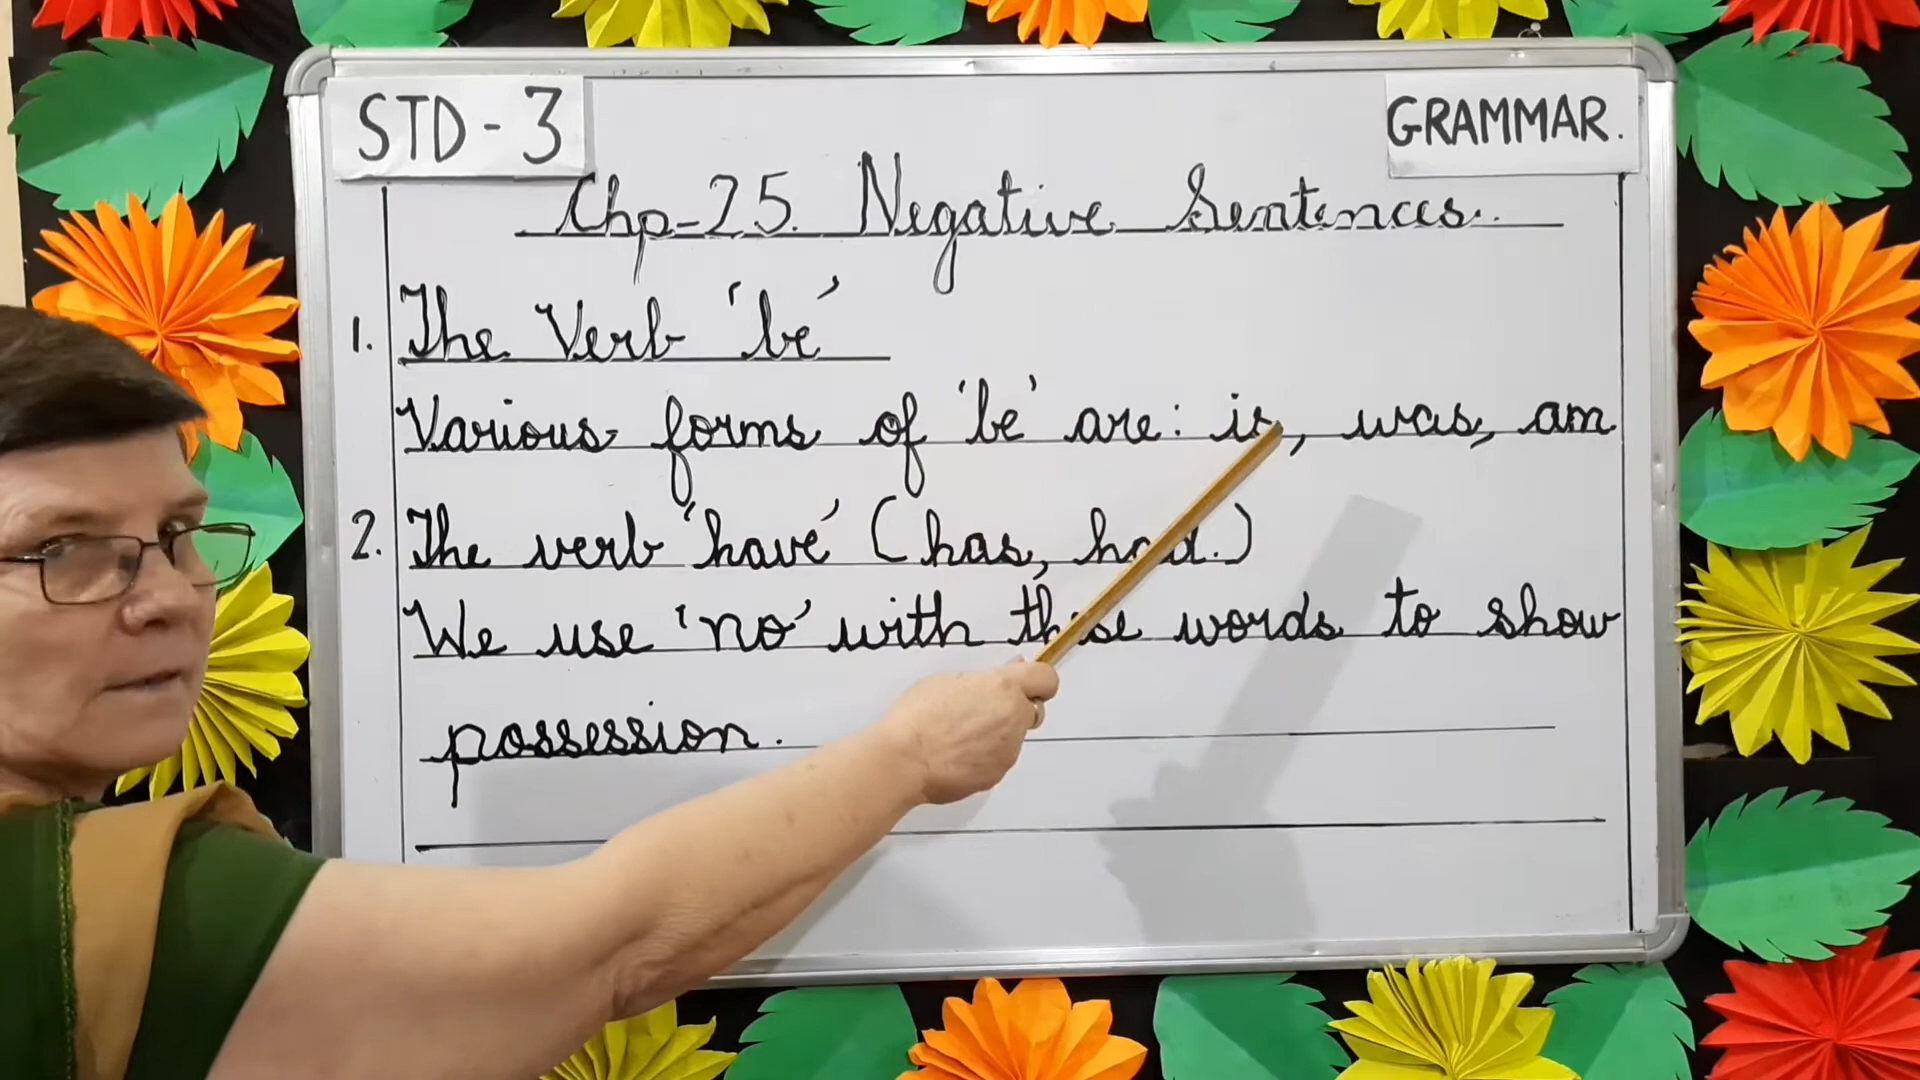 STD - 3
GRAMMAR.
Chp-25. Negative Sentences.
1. The Verb 'be'
Various forms of 'be' are: is, was, am
2. The verb 'have' (has, had.)
We use 'no' with these words to show
possession.